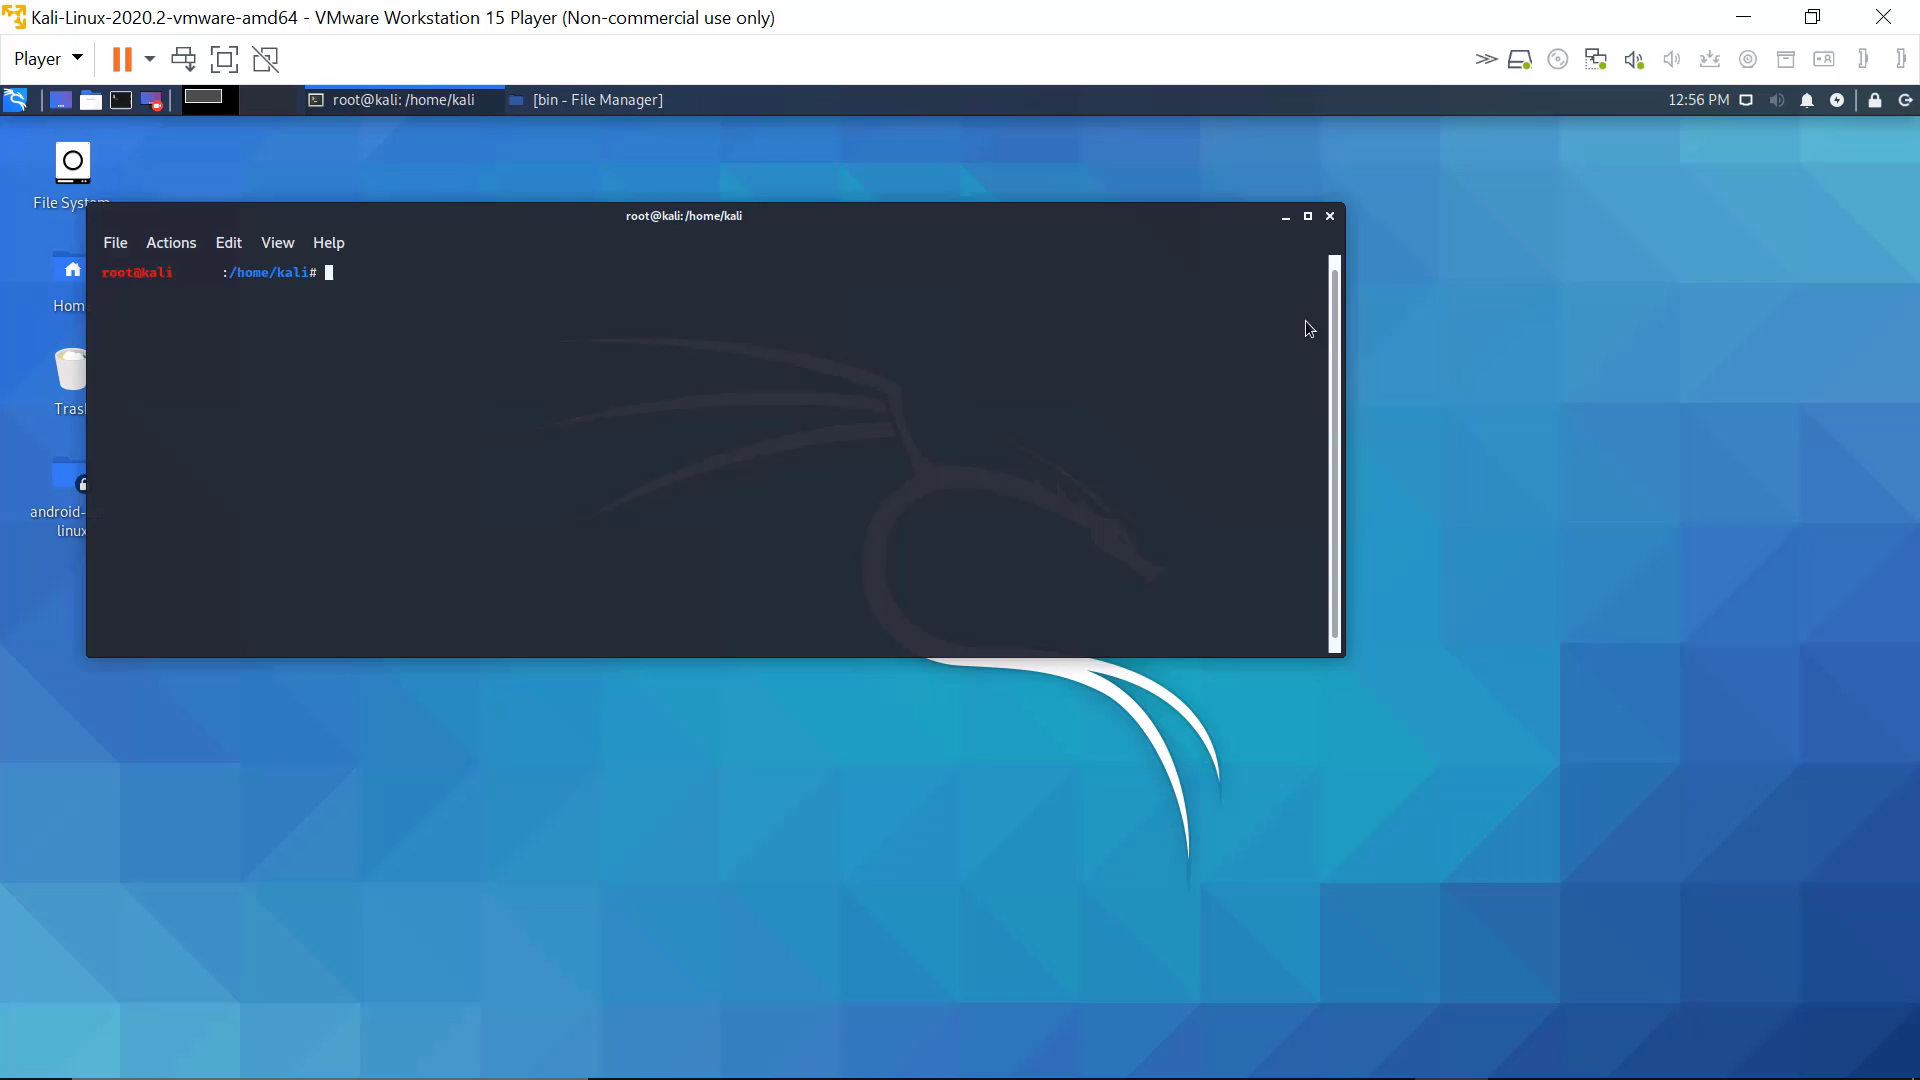 Kali-Linux-2020.2-vmware-amd64 - VMware Workstation 15 Player (Non-commercial use only)
Player
root@kali: /home/kali
[bin - File Manager]
12:56 PM
File System
root@kali: /home/kali
File Actions Edit View Help
root@kali :/home/kali#
Hom
Tras
android-
linux